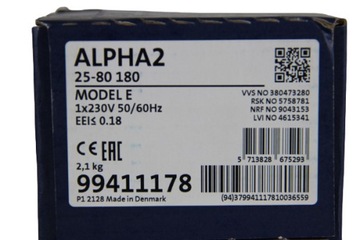 ALPHA2
25-80 180
MODEL E
1x230V 50/60Hz
EEI≤ 0.18
VVS NO 380473280
RSK NO 5758781
NRF NO 9043153
LVI NO 4615341
CE EAC
2,1 kg
99411178
P1 2128 Made in Denmark
5 713828 675293
(94)379941117810036559